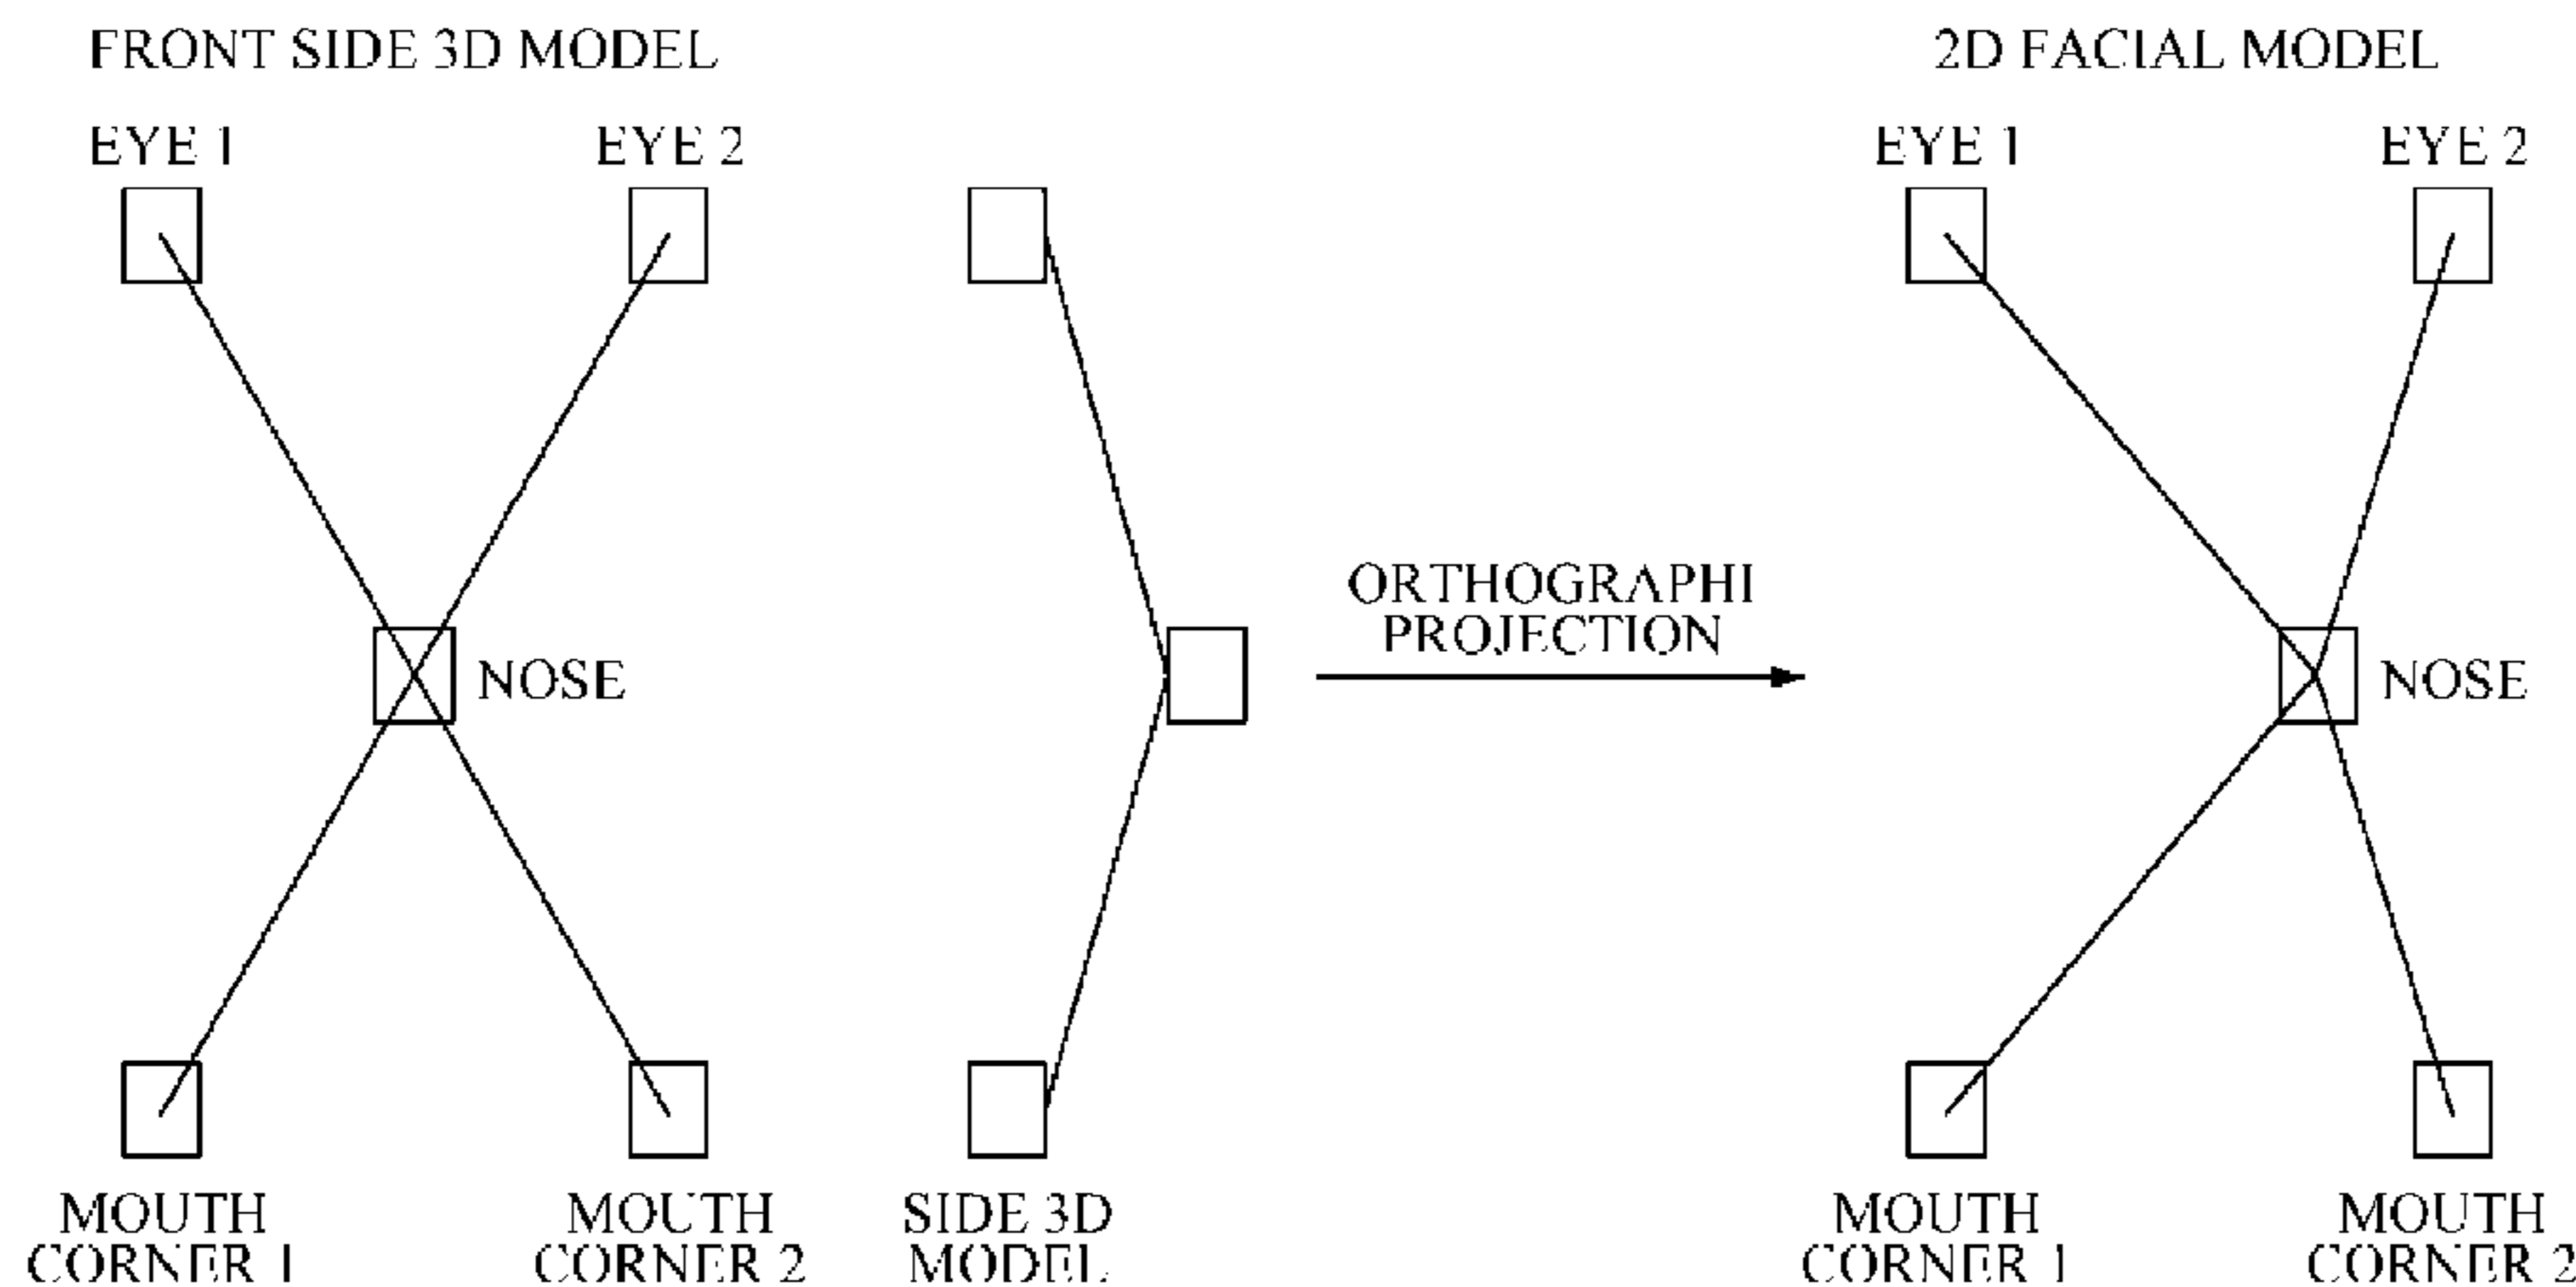 FRONT SIDE 3D MODEL
2D FACIAL MODEL
EYE 1
EYE 2
EYE 1
EYE 2
ORTHOGRAPHI
PROJECTION
NOSE
NOSE
MOUTH
CORNER 1
MOUTH
CORNER 2
SIDE 3D
MODEL
MOUTH
CORNER 1
MOUTH
CORNER 2